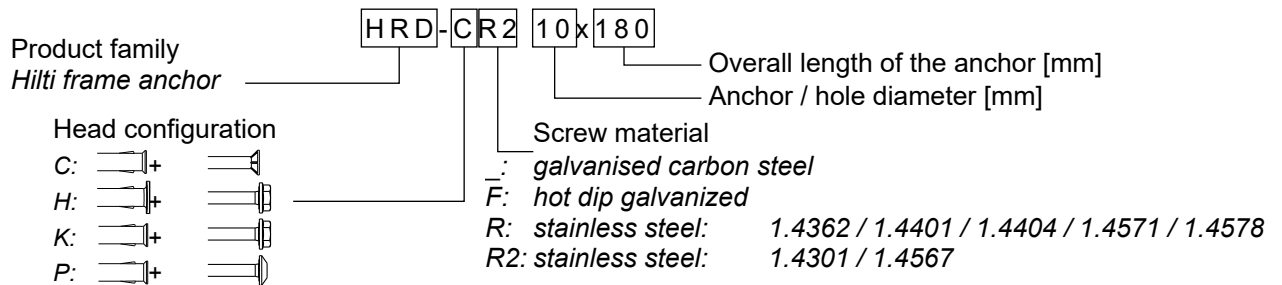 HRD-CR2 10x180
Product family
Hilti frame anchor
Overall length of the anchor [mm]
Anchor / hole diameter [mm]
Head configuration
C: +
H: +
K: +
P: +
Screw material
_: galvanised carbon steel
F: hot dip galvanized
R: stainless steel: 1.4362 / 1.4401 / 1.4404 / 1.4571 / 1.4578
R2: stainless steel: 1.4301 / 1.4567